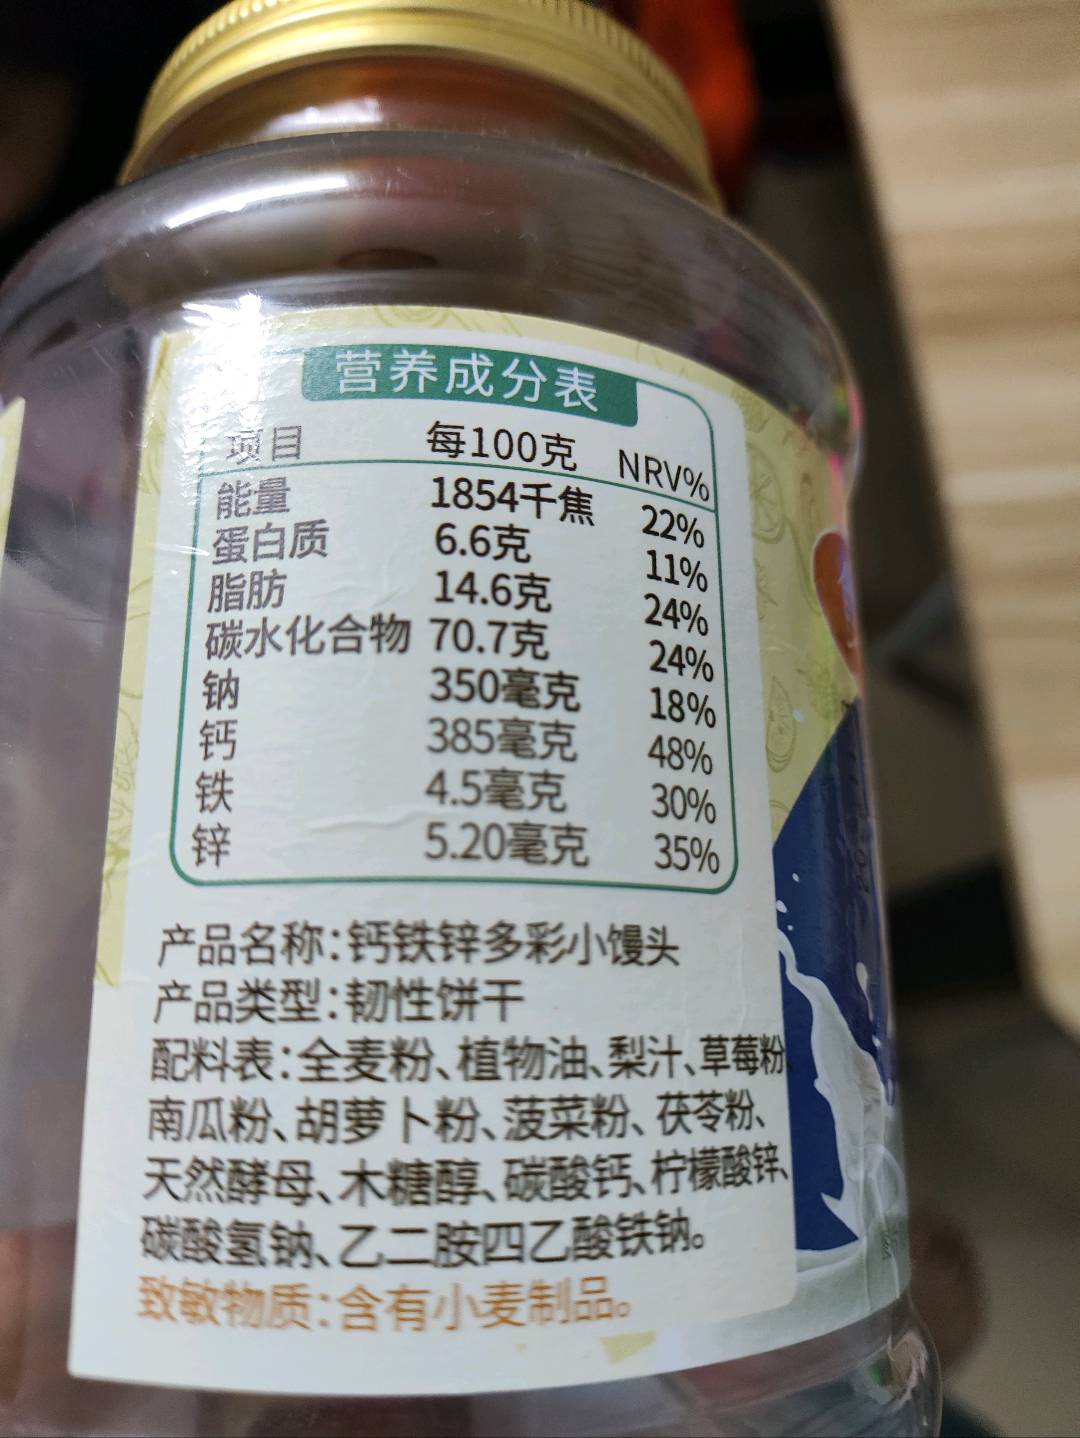 营养成分表
项目 每100克 NRV%
能量 1854千焦 22%
蛋白质 6.6克 11%
脂肪 14.6克 24%
碳水化合物 70.7克 24%
钠 350毫克 18%
钙 385毫克 48%
铁 4.5毫克 30%
锌 5.20毫克 35%
产品名称:钙铁锌多彩小馒头
产品类型:韧性饼干
配料表:全麦粉、植物油、梨汁、草莓粉、
南瓜粉、胡萝卜粉、菠菜粉、茯苓粉、
天然酵母、木糖醇、碳酸钙、柠檬酸锌、
碳酸氢钠、乙二胺四乙酸铁钠。
致敏物质:含有小麦制品。